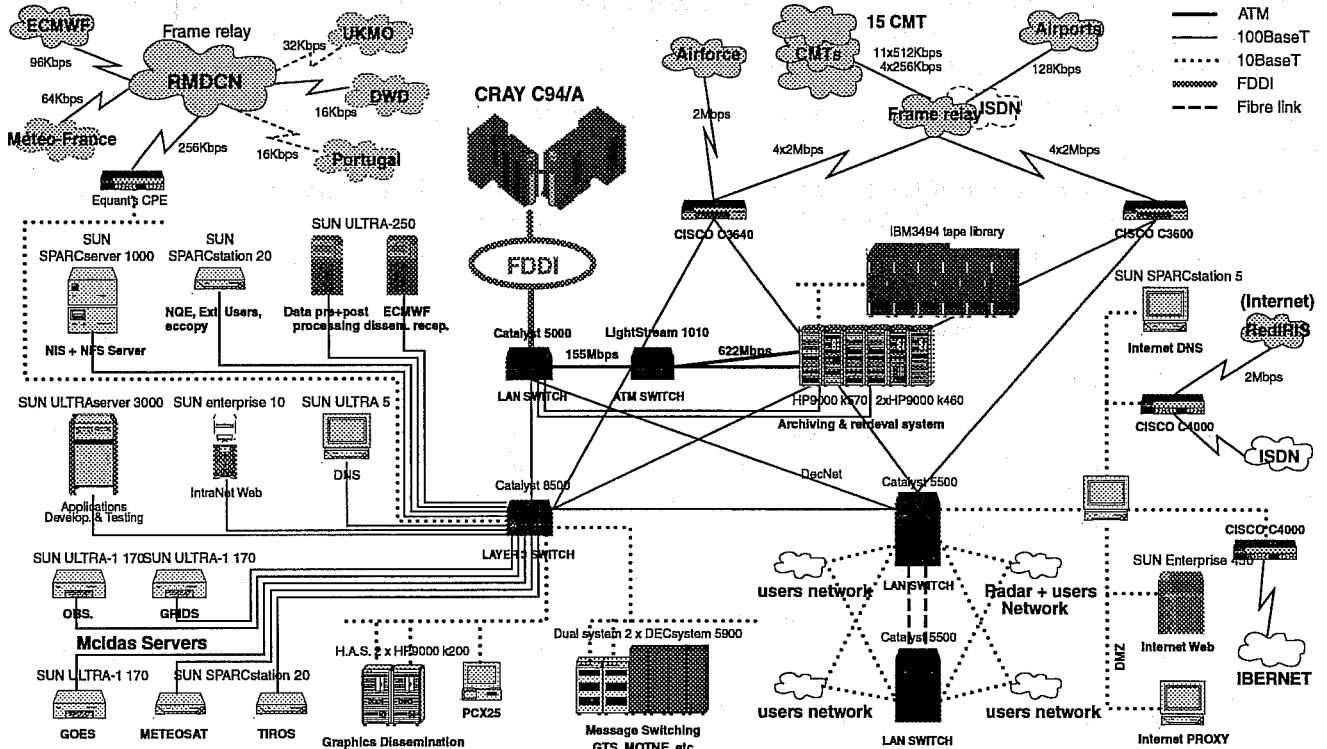 ECMWF
Frame relay
UKMO
32Kbps
96Kbps
RMDCN
64Kbps
DWD
16Kbps
Météo-France
256Kbps
16Kbps
Portugal
Equant's CPE
CRAY C94/A
FDDI
Airforce
2Mbps
15 CMT
CMTs
11x512Kbps
4x256Kbps
Airports
128Kbps
Frame relay
ISDN
4x2Mbps
4x2Mbps
ATM
100BaseT
10BaseT
FDDI
Fibre link
CISCO C3640
CISCO C3600
SUN
SPARCserver 1000
NIS + NFS Server
SUN
SPARCstation 20
NQE, Ext. Users,
eccopy
SUN ULTRA-250
Data pre+post
processing
ECMWF
dissem. recep.
Catalyst 5000
LAN SWITCH
155Mbps
LightStream 1010
ATM SWITCH
622Mbps
IBM3494 tape library
HP9000 k570
2xHP9000 k460
Archiving & retrieval system
SUN SPARCstation 5
Internet DNS
(Internet)
RedIRIS
2Mbps
CISCO C4000
ISDN
SUN ULTRAserver 3000
Applications
Develop. & Testing
SUN enterprise 10
IntraNet Web
SUN ULTRA 5
DNS
Catalyst 8500
LAYER 3 SWITCH
DecNet
Catalyst 5500
LAN SWITCH
CISCO C4000
IBERNET
SUN ULTRA-1 170
OBS.
SUN ULTRA-1 170
GRIDS
McIdas Servers
SUN ULTRA-1 170
GOES
SUN SPARCstation 20
METEOSAT
TIROS
H.A.S. 2 x HP9000 k200
Graphics Dissemination
PCX25
Dual system 2 x DECsystem 5900
Message Switching
GTS, MOTNE, etc
users network
Radar + users
Network
Catalyst 5500
users network
users network
LAN SWITCH
SUN Enterprise 450
Internet Web
DMZ
Internet PROXY